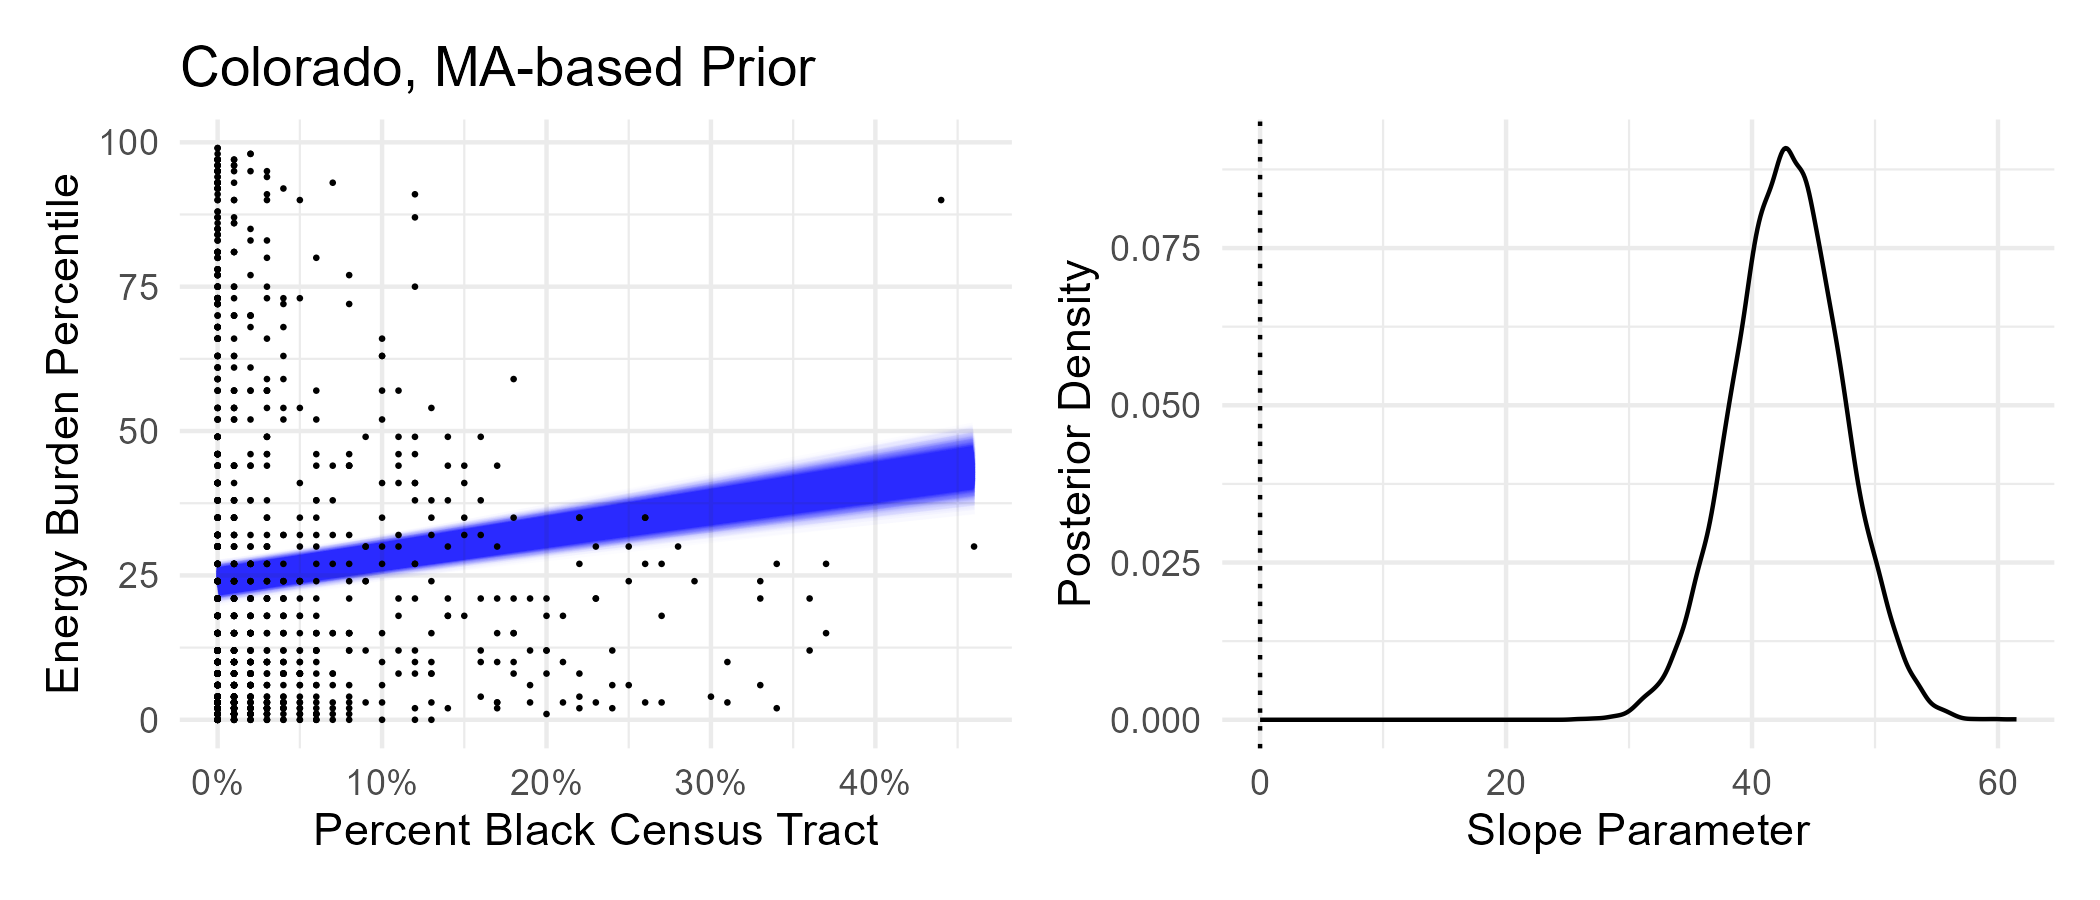 Colorado, MA-based Prior
Energy Burden Percentile
100
75
50
25
0
0% 10% 20% 30% 40%
Percent Black Census Tract
Posterior Density
0.075
0.050
0.025
0.000
0 20 40 60
Slope Parameter